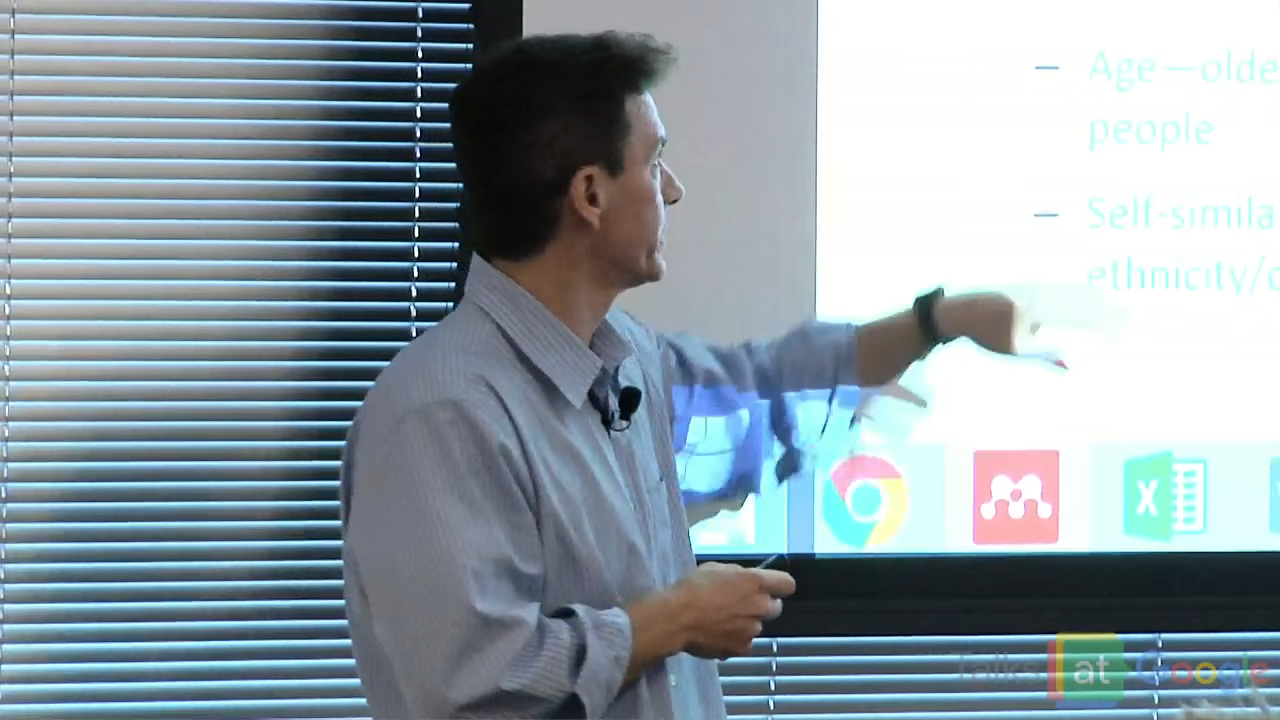 – Age—olde
people
– Self-simila
ethnicity/c
X
Talks at Google